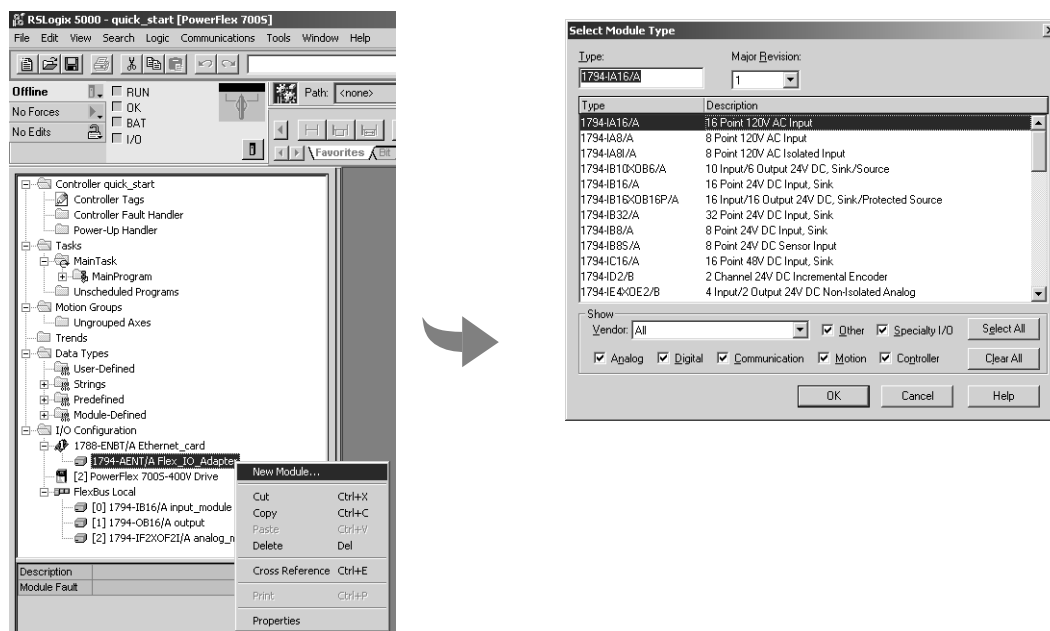 RSLogix 5000 - quick_start [PowerFlex 700S]
File Edit View Search Logic Communications Tools Window Help
Offline
RUN
Path: <none>
No Forces
OK
No Edits
BAT
I/O
Favorites Bit
Controller quick_start
Controller Tags
Controller Fault Handler
Power-Up Handler
Tasks
MainTask
MainProgram
Unscheduled Programs
Motion Groups
Ungrouped Axes
Trends
Data Types
User-Defined
Strings
Predefined
Module-Defined
I/O Configuration
1788-ENBT/A Ethernet_card
1794-AENT/A Flex_IO_Adapter
[2] PowerFlex 700S-400V Drive
FlexBus Local
[0] 1794-IB16/A input_module
[1] 1794-OB16/A output
[2] 1794-IF2XOF2I/A analog_
Description
Module Fault
New Module...
Cut Ctrl+X
Copy Ctrl+C
Paste Ctrl+V
Delete Del
Cross Reference Ctrl+E
Print Ctrl+P
Properties
Select Module Type
Type: Major Revision:
1794-IA16/A 1
Type Description
1794-IA16/A 16 Point 120V AC Input
1794-IA8/A 8 Point 120V AC Input
1794-IA8I/A 8 Point 120V AC Isolated Input
1794-IB10XOB6/A 10 Input/6 Output 24V DC, Sink/Source
1794-IB16/A 16 Point 24V DC Input, Sink
1794-IB16XOB16P/A 16 Input/16 Output 24V DC, Sink/Protected Source
1794-IB32/A 32 Point 24V DC Input, Sink
1794-IB8/A 8 Point 24V DC Input, Sink
1794-IB8S/A 8 Point 24V DC Sensor Input
1794-IC16/A 16 Point 48V DC Input, Sink
1794-ID2/B 2 Channel 24V DC Incremental Encoder
1794-IE4XOE2/B 4 Input/2 Output 24V DC Non-Isolated Analog
Show
Vendor: All Other Specialty I/O Select All
Analog Digital Communication Motion Controller Clear All
OK Cancel Help